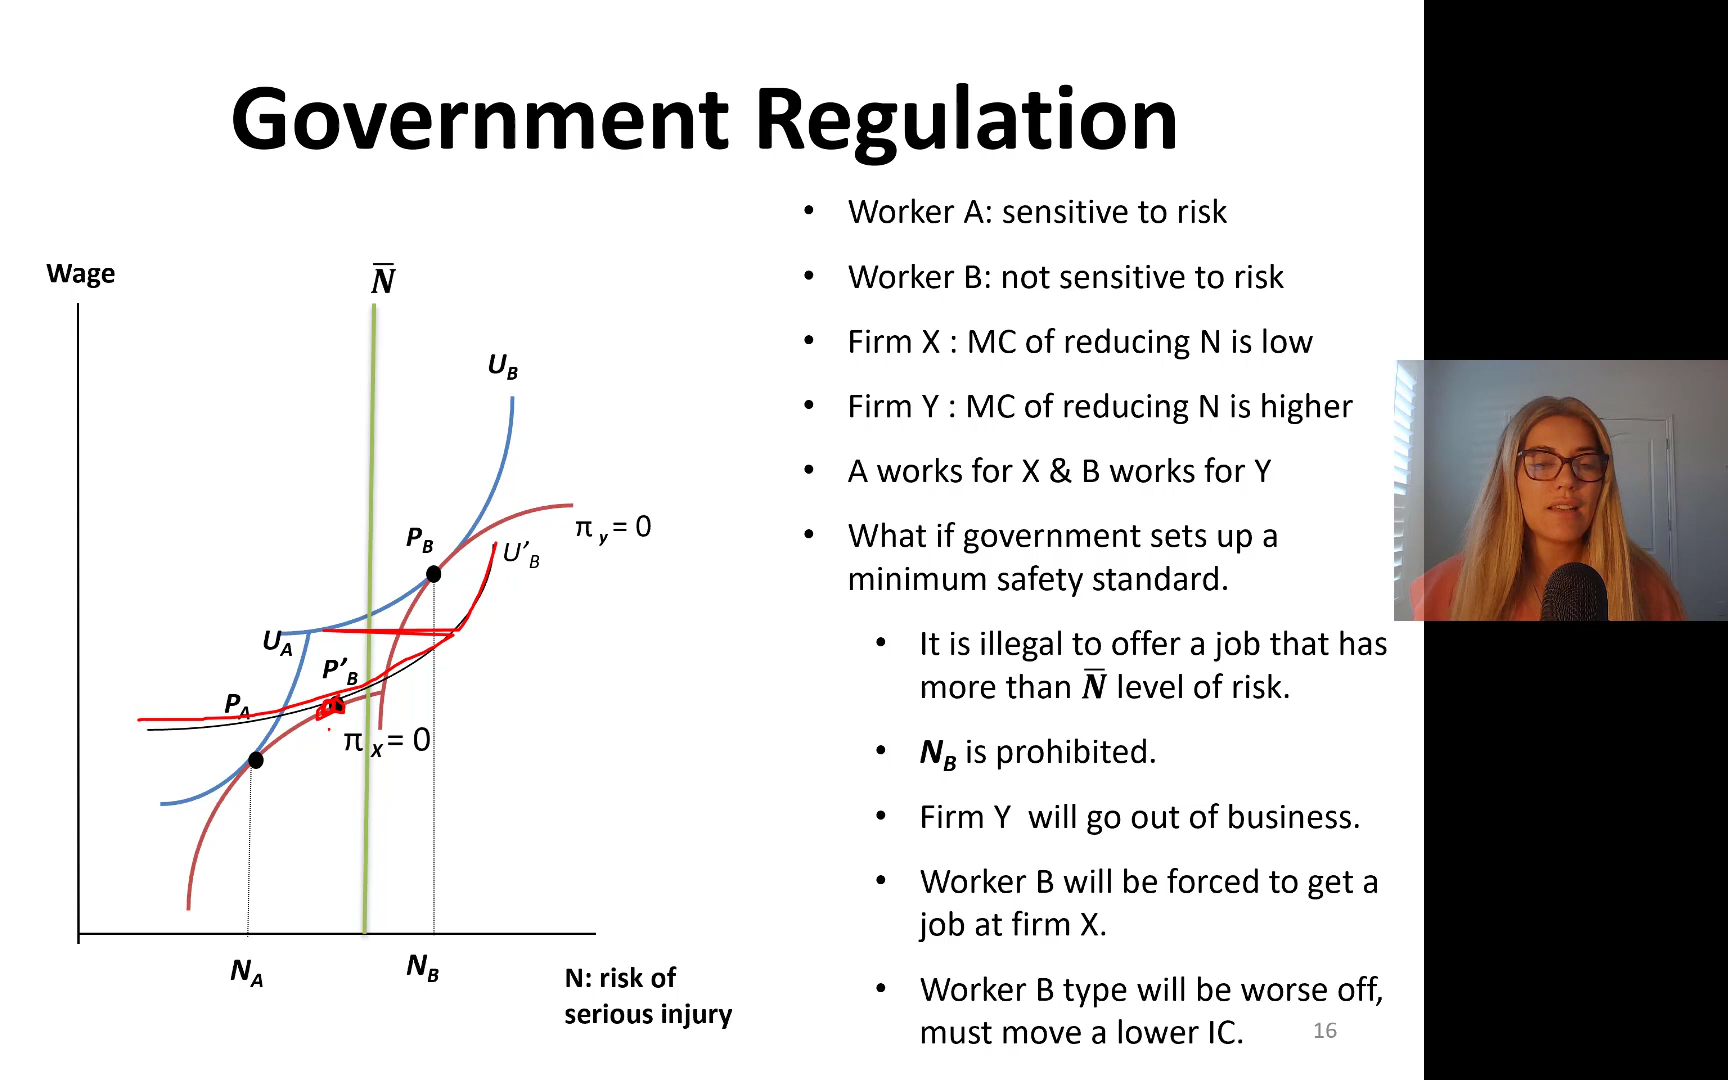 Government Regulation
Wage
N̅
U_B
P_B
π_y = 0
U'_B
U_A
P'_B
P_A
π_X = 0
N_A
N_B
N: risk of
serious injury
• Worker A: sensitive to risk
• Worker B: not sensitive to risk
• Firm X : MC of reducing N is low
• Firm Y : MC of reducing N is higher
• A works for X & B works for Y
• What if government sets up a
minimum safety standard.
• It is illegal to offer a job that has
more than N̅ level of risk.
• N_B is prohibited.
• Firm Y will go out of business.
• Worker B will be forced to get a
job at firm X.
• Worker B type will be worse off,
must move a lower IC.
16